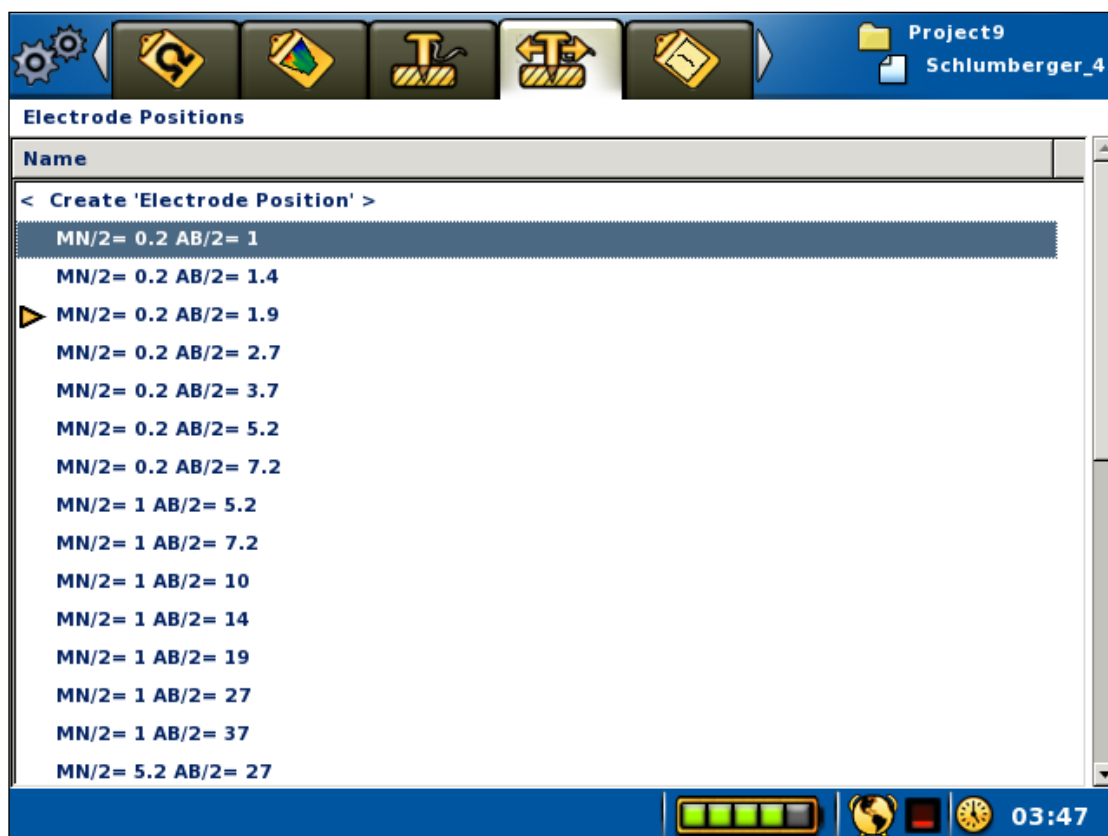 Project9
Schlumberger_4
Electrode Positions
Name
< Create 'Electrode Position' >
MN/2= 0.2 AB/2= 1
MN/2= 0.2 AB/2= 1.4
MN/2= 0.2 AB/2= 1.9
MN/2= 0.2 AB/2= 2.7
MN/2= 0.2 AB/2= 3.7
MN/2= 0.2 AB/2= 5.2
MN/2= 0.2 AB/2= 7.2
MN/2= 1 AB/2= 5.2
MN/2= 1 AB/2= 7.2
MN/2= 1 AB/2= 10
MN/2= 1 AB/2= 14
MN/2= 1 AB/2= 19
MN/2= 1 AB/2= 27
MN/2= 1 AB/2= 37
MN/2= 5.2 AB/2= 27
03:47